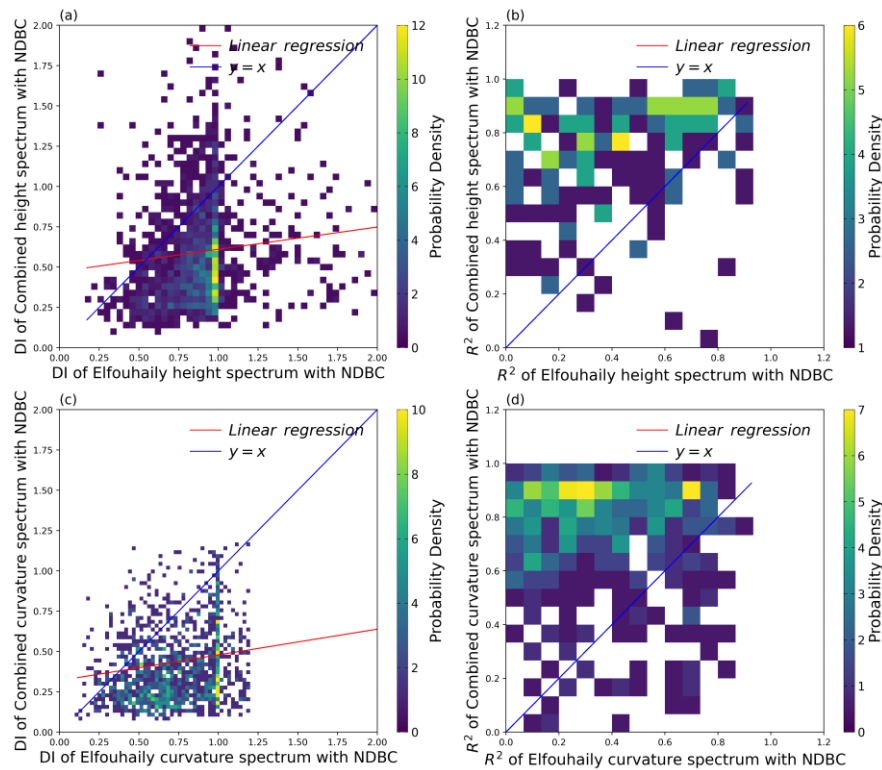 (a)
DI of Combined height spectrum with NDBC
2.00
1.75
1.50
1.25
1.00
0.75
0.50
0.25
0.00
Linear regression
y = x
0.00 0.25 0.50 0.75 1.00 1.25 1.50 1.75 2.00
DI of Elfouhaily height spectrum with NDBC
12
10
8
6
4
2
0
Probability Density
(b)
R² of Combined height spectrum with NDBC
1.2
1.0
0.8
0.6
0.4
0.2
0.0
Linear regression
y = x
0.0 0.2 0.4 0.6 0.8 1.0 1.2
R² of Elfouhaily height spectrum with NDBC
6
5
4
3
2
1
Probability Density
(c)
DI of Combined curvature spectrum with NDBC
2.00
1.75
1.50
1.25
1.00
0.75
0.50
0.25
0.00
Linear regression
y = x
0.00 0.25 0.50 0.75 1.00 1.25 1.50 1.75 2.00
DI of Elfouhaily curvature spectrum with NDBC
10
8
6
4
2
0
Probability Density
(d)
R² of Combined curvature spectrum with NDBC
1.2
1.0
0.8
0.6
0.4
0.2
0.0
Linear regression
y = x
0.0 0.2 0.4 0.6 0.8 1.0 1.2
R² of Elfouhaily curvature spectrum with NDBC
7
6
5
4
3
2
1
0
Probability Density